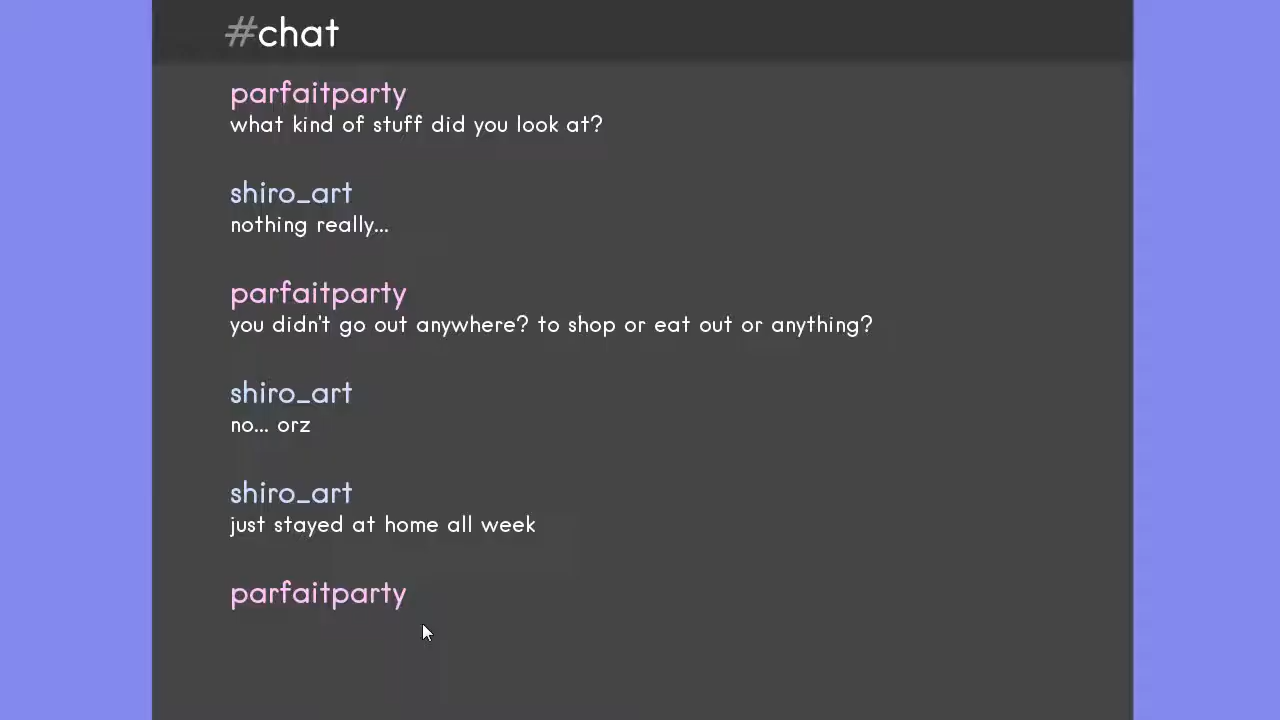 #chat
parfaitparty
what kind of stuff did you look at?
shiro_art
nothing really...
parfaitparty
you didn't go out anywhere? to shop or eat out or anything?
shiro_art
no... orz
shiro_art
just stayed at home all week
parfaitparty